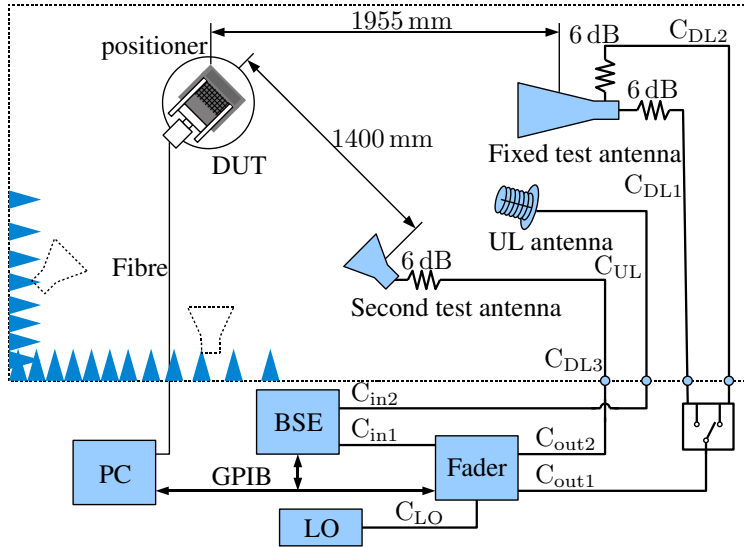 1955 mm
positioner
6 dB
C_DL2
6 dB
1400 mm
Fixed test antenna
DUT
C_DL1
UL antenna
Fibre
6 dB
C_UL
Second test antenna
C_DL3
C_in2
BSE
C_in1
C_out2
PC
GPIB
Fader
C_out1
C_LO
LO